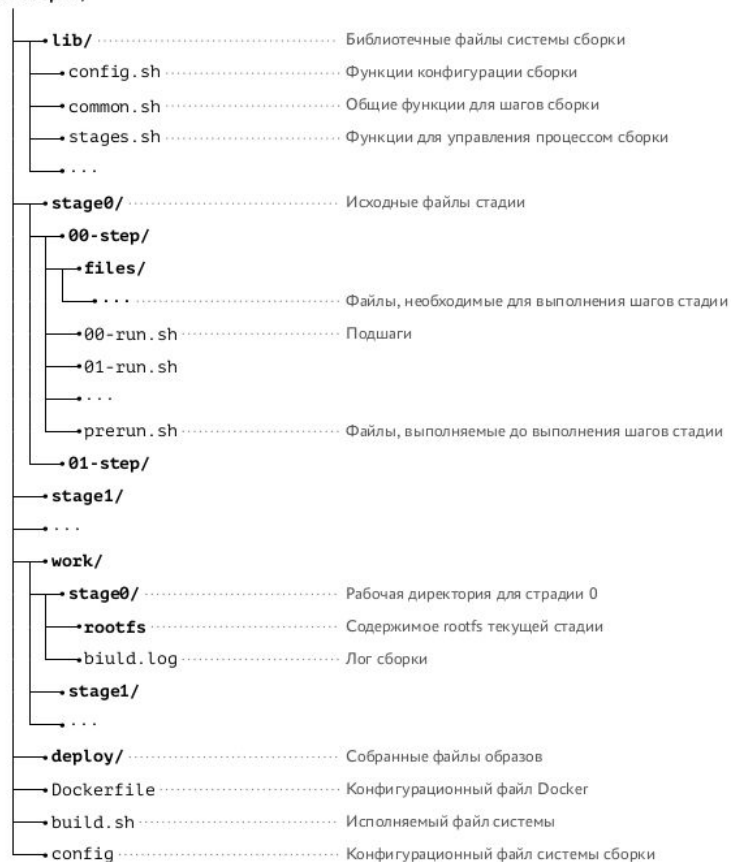 lib/ Библиотечные файлы системы сборки
config.sh Функции конфигурации сборки
common.sh Общие функции для шагов сборки
stages.sh Функции для управления процессом сборки
...
stage0/ Исходные файлы стадии
00-step/
files/
... Файлы, необходимые для выполнения шагов стадии
00-run.sh Подшаги
01-run.sh
...
prerun.sh Файлы, выполняемые до выполнения шагов стадии
01-step/
stage1/
...
work/
stage0/ Рабочая директория для страдии 0
rootfs Содержимое rootfs текущей стадии
biuld.log Лог сборки
stage1/
...
deploy/ Собранные файлы образов
Dockerfile Конфигурационный файл Docker
build.sh Исполняемый файл системы
config Конфигурационный файл системы сборки